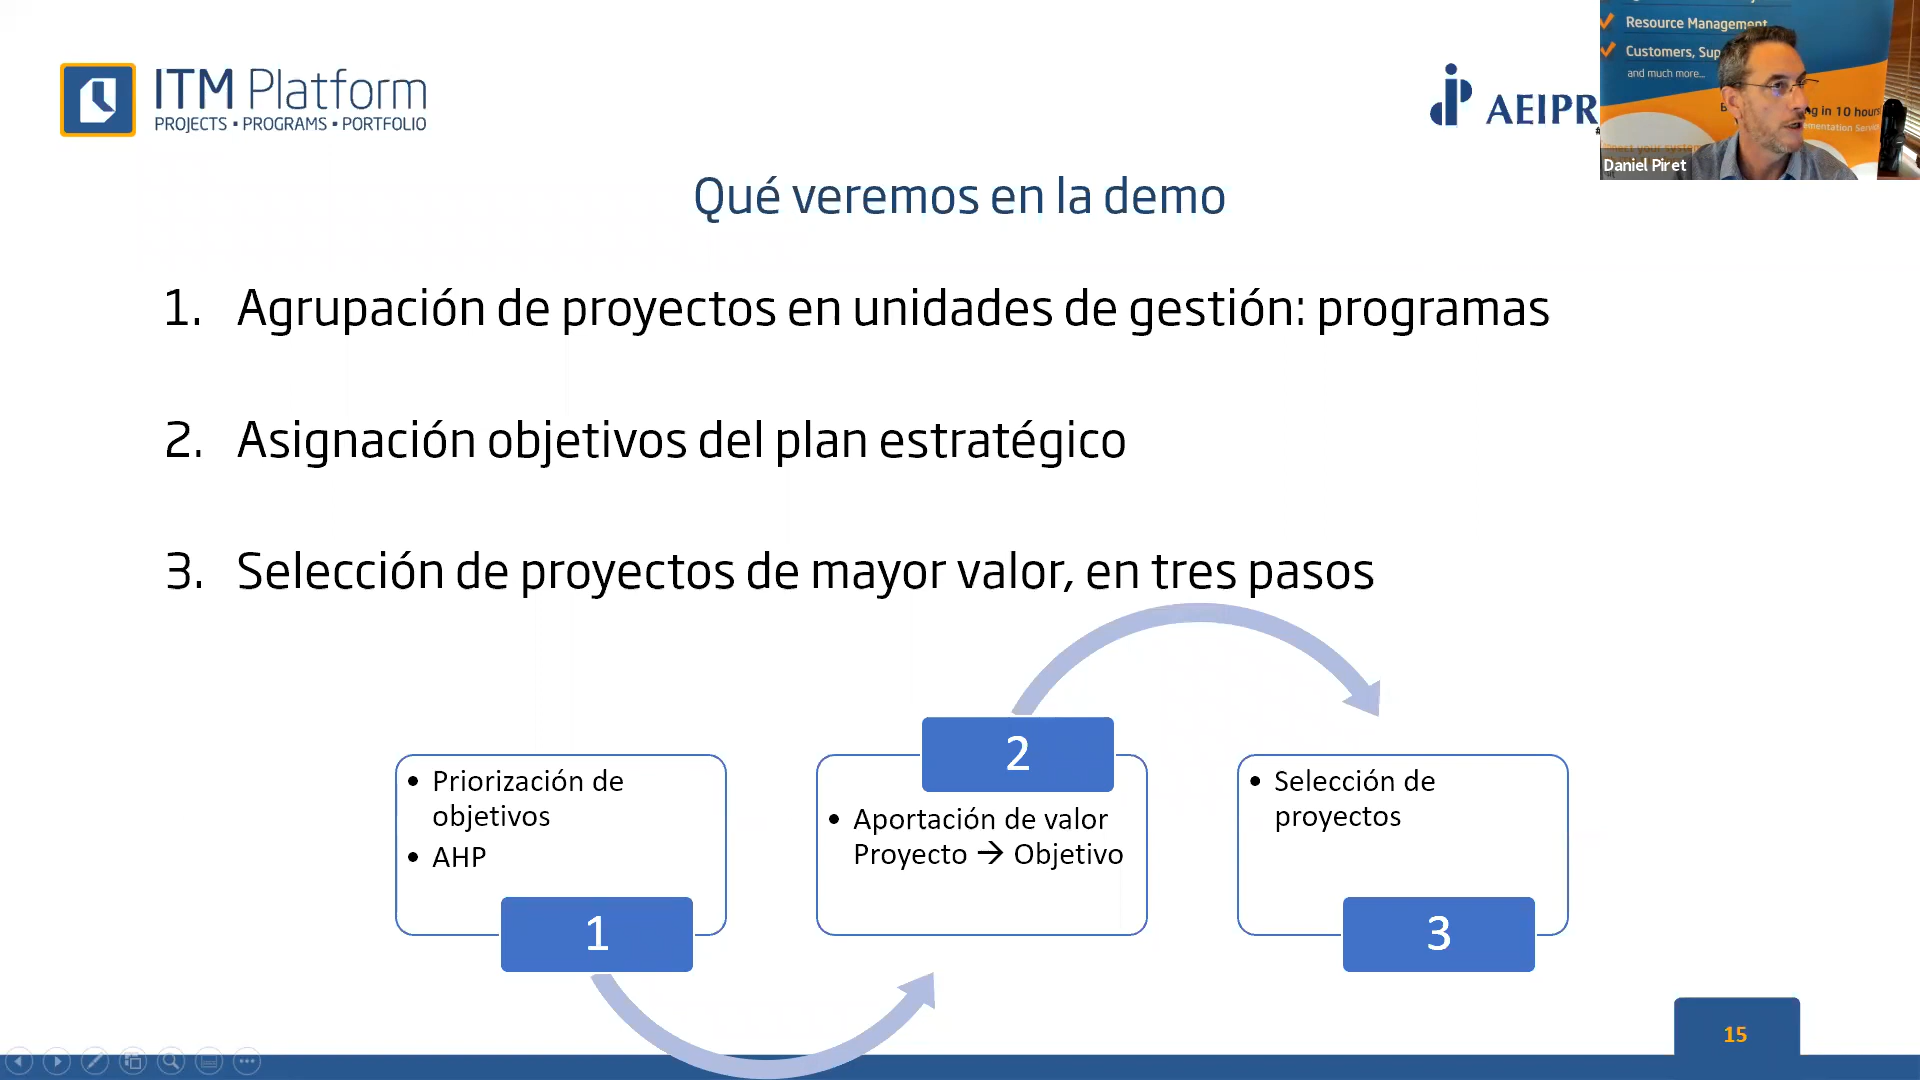 Resource Management
Customers, Sup
and much more...
ng in 10 hours
ementation Servic
Daniel Piret
ITM Platform
PROJECTS ▪ PROGRAMS ▪ PORTFOLIO
AEIPR
Qué veremos en la demo
1. Agrupación de proyectos en unidades de gestión: programas
2. Asignación objetivos del plan estratégico
3. Selección de proyectos de mayor valor, en tres pasos
• Priorización de
objetivos
• AHP
1
2
• Aportación de valor
Proyecto → Objetivo
• Selección de
proyectos
3
15